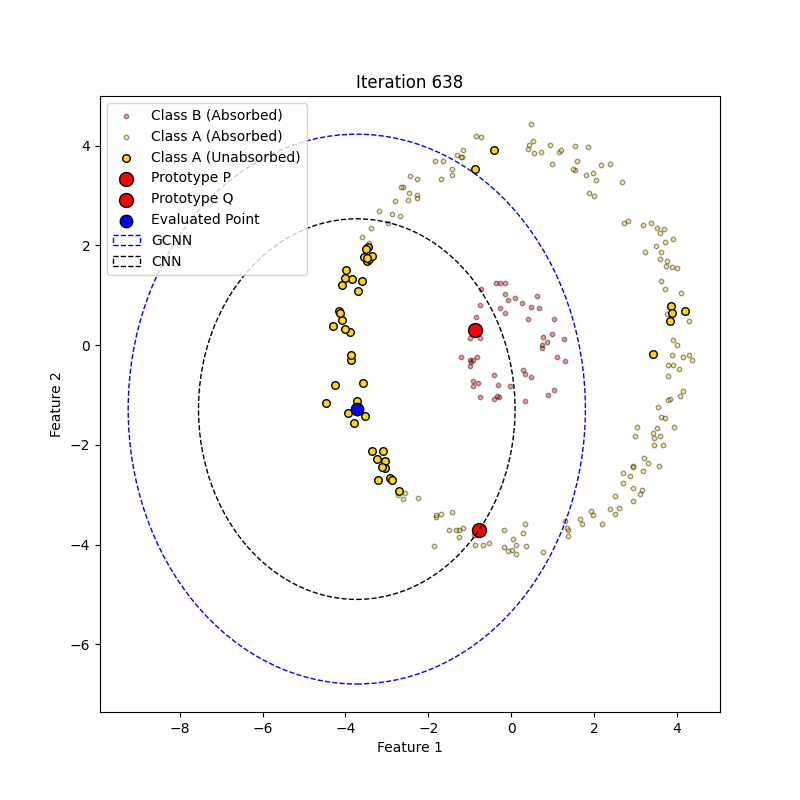 Iteration 638
Class B (Absorbed)
Class A (Absorbed)
Class A (Unabsorbed)
Prototype P
Prototype Q
Evaluated Point
GCNN
CNN
4
2
0
−2
−4
−6
Feature 2
−8
−6
−4
−2
0
2
4
Feature 1